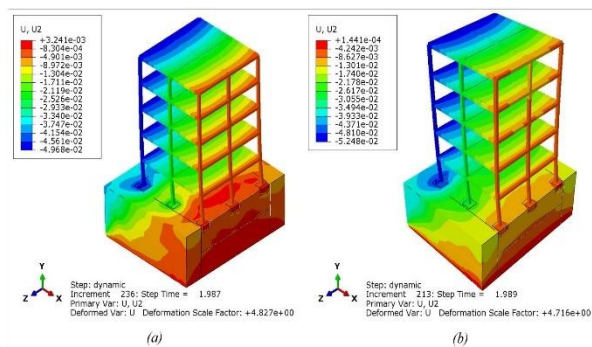 U, U2
+3.241e-03
-8.304e-04
-4.901e-03
-8.972e-03
-1.304e-02
-1.711e-02
-2.119e-02
-2.526e-02
-2.933e-02
-3.340e-02
-3.747e-02
-4.154e-02
-4.561e-02
-4.968e-02
Y
Z X
Step: dynamic
Increment 236: Step Time = 1.987
Primary Var: U, U2
Deformed Var: U Deformation Scale Factor: +4.827e+00
(a)
U, U2
+1.441e-04
-4.242e-03
-8.627e-03
-1.301e-02
-1.740e-02
-2.178e-02
-2.617e-02
-3.055e-02
-3.494e-02
-3.933e-02
-4.371e-02
-4.810e-02
-5.248e-02
Y
Z X
Step: dynamic
Increment 213: Step Time = 1.989
Primary Var: U, U2
Deformed Var: U Deformation Scale Factor: +4.716e+00
(b)